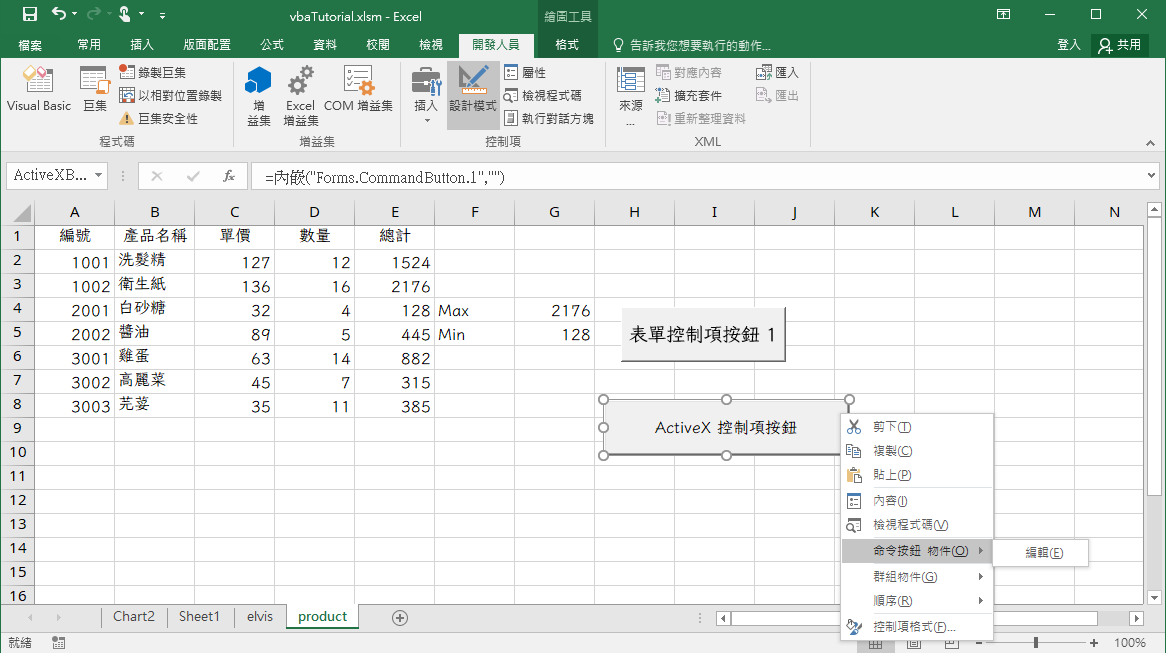 vbaTutorial.xlsm - Excel
繪圖工具
檔案 常用 插入 版面配置 公式 資料 校閱 檢視 開發人員 格式 告訴我您想要執行的動作... 登入 共用
Visual Basic
巨集
錄製巨集
以相對位置錄製
巨集安全性
程式碼
增
益集
Excel
增益集
COM 增益集
增益集
插入
設計模式
屬性
檢視程式碼
執行對話方塊
控制項
來源
...
對應內容
擴充套件
重新整理資料
匯入
匯出
XML
ActiveXB... fx =內嵌("Forms.CommandButton.1","")
A B C D E F G H I J K L M N
1 編號 產品名稱 單價 數量 總計
2 1001 洗髮精 127 12 1524
3 1002 衛生紙 136 16 2176
4 2001 白砂糖 32 4 128 Max 2176
5 2002 醬油 89 5 445 Min 128
6 3001 雞蛋 63 14 882
7 3002 高麗菜 45 7 315
8 3003 芫荽 35 11 385
9
10
11
12
13
14
15
16
表單控制項按鈕 1
ActiveX 控制項按鈕
剪下(T)
複製(C)
貼上(P)
內容(I)
檢視程式碼(V)
命令按鈕 物件(O)
編輯(E)
群組物件(G)
順序(R)
控制項格式(F)...
Chart2 Sheet1 elvis product
就緒 100%